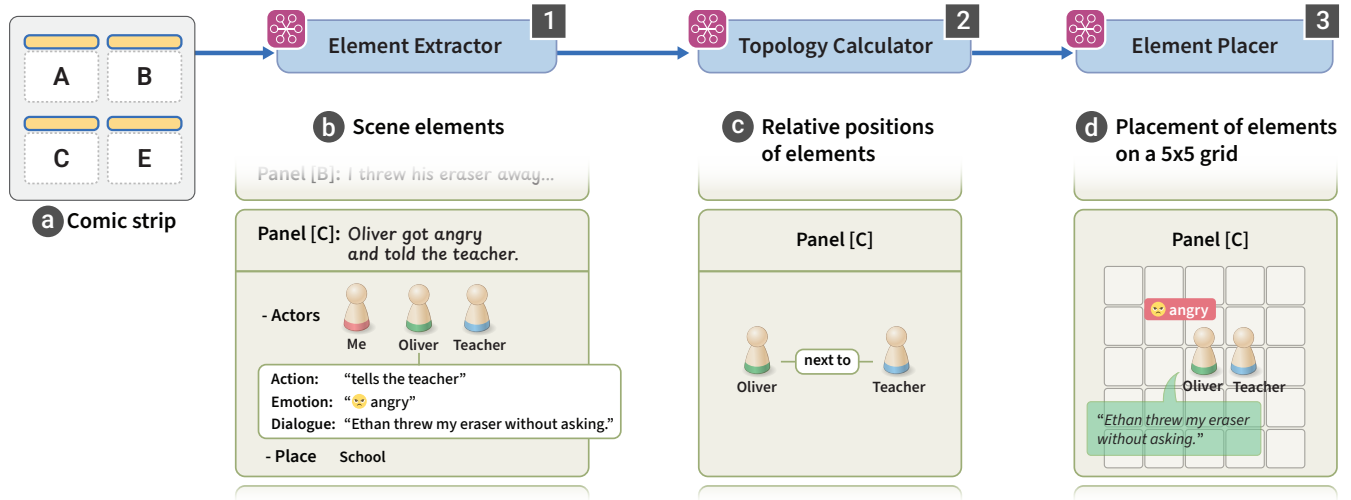 A
B
C
E
a Comic strip
Element Extractor
1
Topology Calculator
2
Element Placer
3
b Scene elements
Panel [B]: I threw his eraser away...
Panel [C]: Oliver got angry
and told the teacher.
- Actors
Me
Oliver
Teacher
Action: “tells the teacher”
Emotion: “😠 angry”
Dialogue: “Ethan threw my eraser without asking.”
- Place School
c Relative positions
of elements
Panel [C]
Oliver
next to
Teacher
d Placement of elements
on a 5x5 grid
Panel [C]
😠 angry
Oliver
Teacher
“Ethan threw my eraser
without asking.”